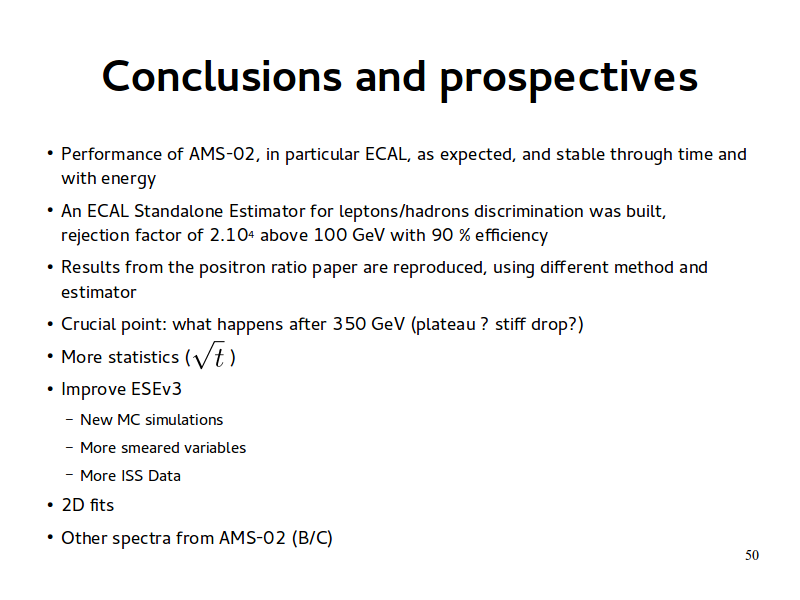 Conclusions and prospectives
• Performance of AMS-02, in particular ECAL, as expected, and stable through time and
with energy
• An ECAL Standalone Estimator for leptons/hadrons discrimination was built,
rejection factor of 2.10⁴ above 100 GeV with 90 % efficiency
• Results from the positron ratio paper are reproduced, using different method and
estimator
• Crucial point: what happens after 350 GeV (plateau ? stiff drop?)
• More statistics (√t )
• Improve ESEv3
– New MC simulations
– More smeared variables
– More ISS Data
• 2D fits
• Other spectra from AMS-02 (B/C)
50